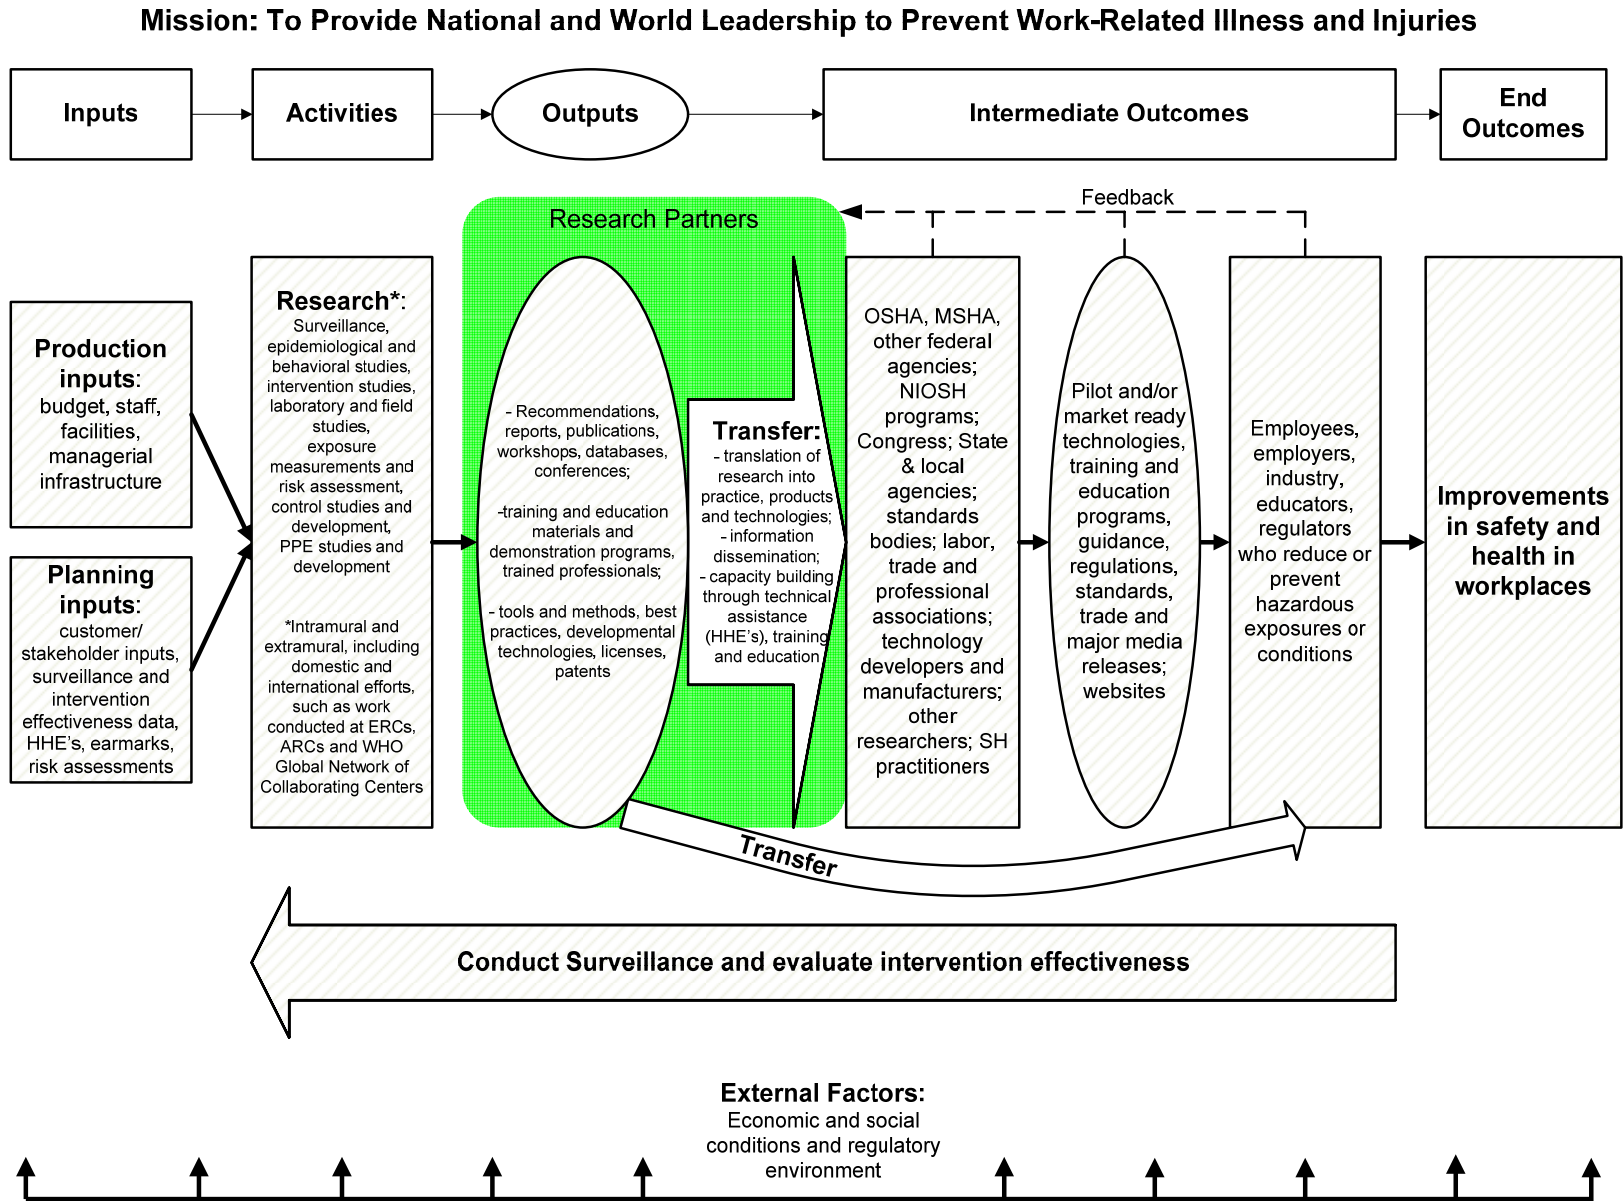 Mission: To Provide National and World Leadership to Prevent Work-Related Illness and Injuries
Inputs
Activities
Outputs
Intermediate Outcomes
End
Outcomes
Feedback
Research Partners
Production
inputs:
budget, staff,
facilities,
managerial
infrastructure
Planning
inputs:
customer/
stakeholder inputs,
surveillance and
intervention
effectiveness data,
HHE's, earmarks,
risk assessments
Research*:
Surveillance,
epidemiological and
behavioral studies,
intervention studies,
laboratory and field
studies,
exposure
measurements and
risk assessment,
control studies and
development,
PPE studies and
development
*Intramural and
extramural, including
domestic and
international efforts,
such as work
conducted at ERCs,
ARCs and WHO
Global Network of
Collaborating Centers
- Recommendations,
reports, publications,
workshops, databases,
conferences;
-training and education
materials and
demonstration programs,
trained professionals;
- tools and methods, best
practices, developmental
technologies, licenses,
patents
Transfer:
- translation of
research into
practice, products
and technologies;
- information
dissemination;
- capacity building
through technical
assistance
(HHE's), training
and education
OSHA, MSHA,
other federal
agencies;
NIOSH
programs;
Congress; State
& local
agencies;
standards
bodies; labor,
trade and
professional
associations;
technology
developers and
manufacturers;
other
researchers; SH
practitioners
Pilot and/or
market ready
technologies,
training and
education
programs,
guidance,
regulations,
standards,
trade and
major media
releases;
websites
Employees,
employers,
industry,
educators,
regulators
who reduce or
prevent
hazardous
exposures or
conditions
Improvements
in safety and
health in
workplaces
Transfer
Conduct Surveillance and evaluate intervention effectiveness
External Factors:
Economic and social
conditions and regulatory
environment